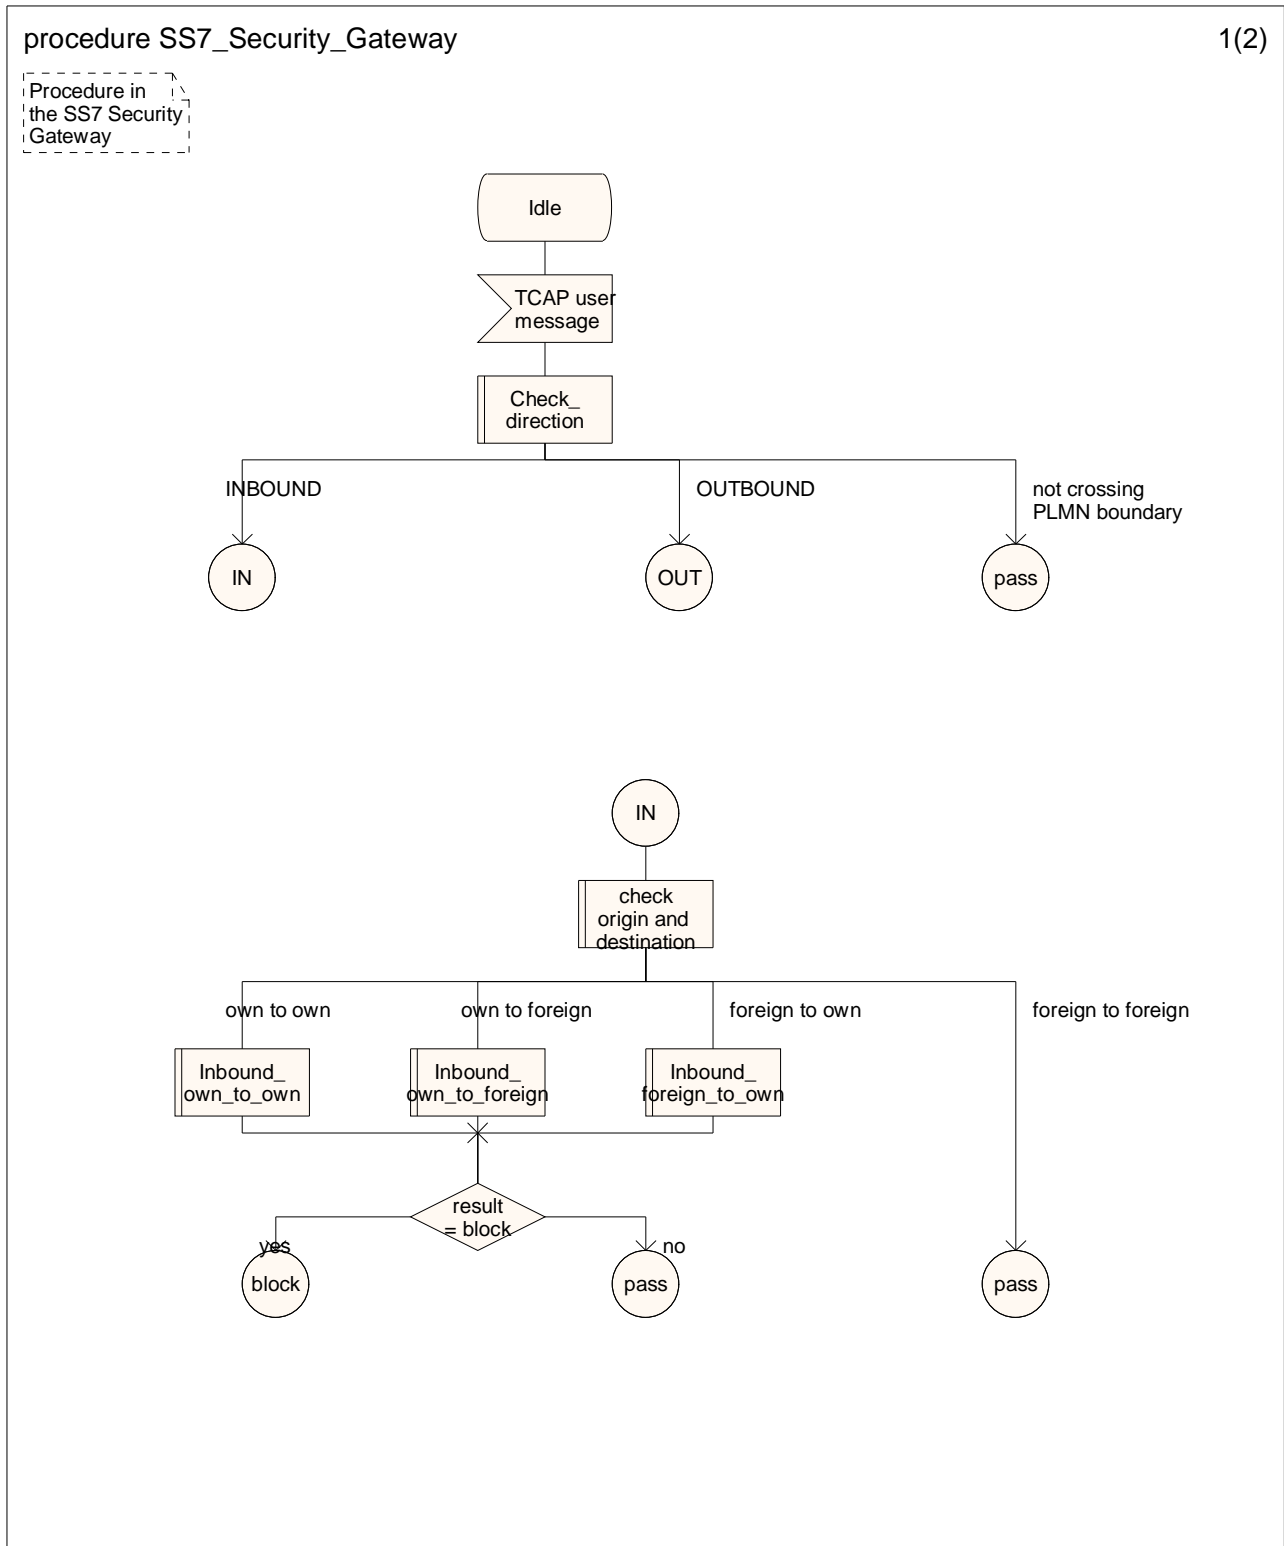 procedure SS7_Security_Gateway
1(2)
Procedure in
the SS7 Security
Gateway
Idle
TCAP user
message
Check_
direction
INBOUND
OUTBOUND
not crossing
PLMN boundary
IN
OUT
pass
IN
check
origin and
destination
own to own
own to foreign
foreign to own
foreign to foreign
Inbound_
own_to_own
Inbound_
own_to_foreign
Inbound_
foreign_to_own
result
= block
yes
no
block
pass
pass